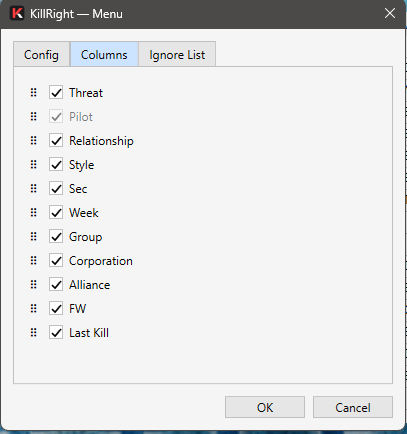 KillRight — Menu
Config Columns Ignore List
Threat
Pilot
Relationship
Style
Sec
Week
Group
Corporation
Alliance
FW
Last Kill
OK Cancel